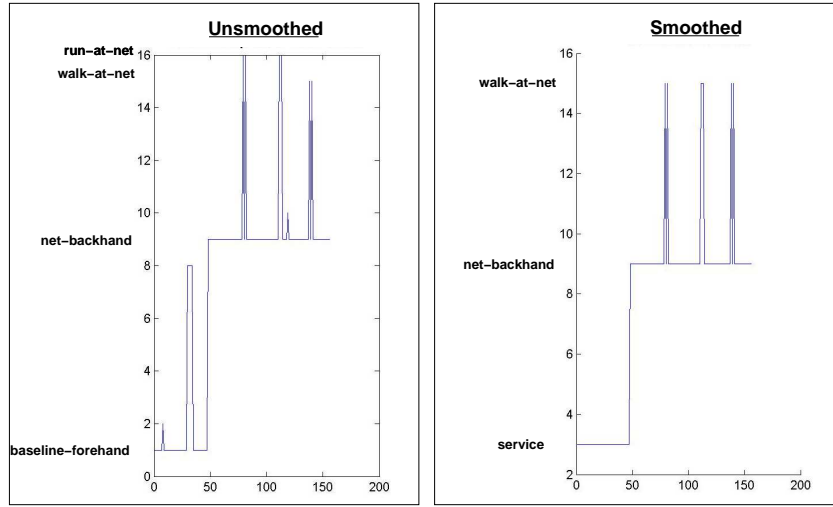 Unsmoothed
run-at-net
16
walk-at-net
14
12
10
net-backhand
8
6
4
2
baseline-forehand
0
0 50 100 150 200
Smoothed
16
walk-at-net
14
12
10
net-backhand
8
6
4
service
2
0 50 100 150 200